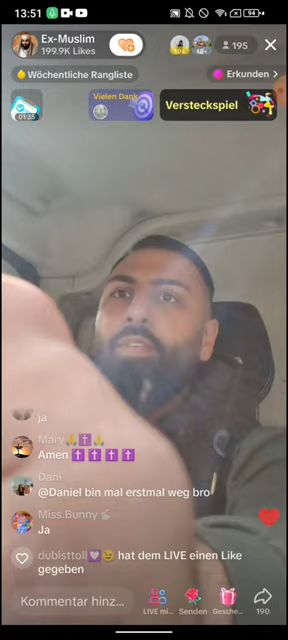 13:51
94
Ex-Muslim
199.9K Likes
195
Wöchentliche Rangliste
Erkunden
01:35
Vielen Dank
Versteckspiel
ja
Mary
Amen
Dani
@Daniel bin mal erstmal weg bro
Miss.Bunny
Ja
dubisttoll hat dem LIVE einen Like
gegeben
Kommentar hinz...
LIVE mi...
Senden
Gesche...
190